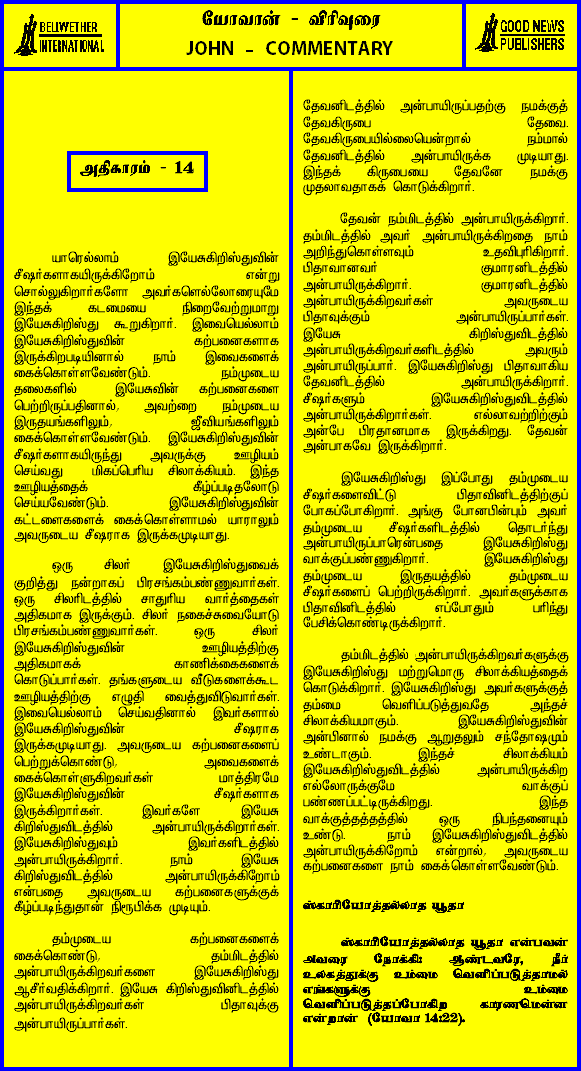 BELLWETHER
INTERNATIONAL
யோவான் - விரிவுரை
JOHN - COMMENTARY
GOOD NEWS
PUBLISHERS
அதிகாரம் - 14
யாரெல்லாம் இயேசுகிறிஸ்துவின்
சீஷர்களாகயிருக்கிறோம் என்று
சொல்லுகிறார்களோ அவர்களெல்லோரையுமே
இந்தக் கடமையை நிறைவேற்றுமாறு
இயேசுகிறிஸ்து கூறுகிறார். இவையெல்லாம்
இயேசுகிறிஸ்துவின் கற்பனைகளாக
இருக்கிறபடியினால் நாம் இவைகளைக்
கைக்கொள்ளவேண்டும். நம்முடைய
தலைகளில் இயேசுவின் கற்பனைகளை
பெற்றிருப்பதினால், அவற்றை நம்முடைய
இருதயங்களிலும், ஜீவியங்களிலும்
கைக்கொள்ளவேண்டும். இயேசுகிறிஸ்துவின்
சீஷர்களாகயிருந்து அவருக்கு ஊழியம்
செய்வது மிகப்பெரிய சிலாக்கியம். இந்த
ஊழியத்தைக் கீழ்ப்படிதலோடு
செய்யவேண்டும். இயேசுகிறிஸ்துவின்
கட்டளைகளைக் கைக்கொள்ளாமல் யாராலும்
அவருடைய சீஷராக இருக்கமுடியாது.
ஒரு சிலர் இயேசுகிறிஸ்துவைக்
குறித்து நன்றாகப் பிரசங்கம்பண்ணுவார்கள்.
ஒரு சிலரிடத்தில் சாதுரிய வார்த்தைகள்
அதிகமாக இருக்கும். சிலர் நகைச்சுவையோடு
பிரசங்கம்பண்ணுவார்கள். ஒரு சிலர்
இயேசுகிறிஸ்துவின் ஊழியத்திற்கு
அதிகமாகக் காணிக்கைகளைக்
கொடுப்பார்கள். தங்களுடைய வீடுகளைக்கூட
ஊழியத்திற்கு எழுதி வைத்துவிடுவார்கள்.
இவையெல்லாம் செய்வதினால் இவர்களால்
இயேசுகிறிஸ்துவின் சீஷராக
இருக்கமுடியாது. அவருடைய கற்பனைகளைப்
பெற்றுக்கொண்டு, அவைகளைக்
கைக்கொள்ளுகிறவர்கள் மாத்திரமே
இயேசுகிறிஸ்துவின் சீஷர்களாக
இருக்கிறார்கள். இவர்களே இயேசு
கிறிஸ்துவிடத்தில் அன்பாயிருக்கிறார்கள்.
இயேசுகிறிஸ்துவும் இவர்களிடத்தில்
அன்பாயிருக்கிறார். நாம் இயேசு
கிறிஸ்துவிடத்தில் அன்பாயிருக்கிறோம்
என்பதை அவருடைய கற்பனைகளுக்குக்
கீழ்ப்படிந்துதான் நிரூபிக்க முடியும்.
தம்முடைய கற்பனைகளைக்
கைக்கொண்டு, தம்மிடத்தில்
அன்பாயிருக்கிறவர்களை இயேசுகிறிஸ்து
ஆசீர்வதிக்கிறார். இயேசு கிறிஸ்துவினிடத்தில்
அன்பாயிருக்கிறவர்கள் பிதாவுக்கு
அன்பாயிருப்பார்கள்.
தேவனிடத்தில் அன்பாயிருப்பதற்கு நமக்குத்
தேவகிருபை தேவை.
தேவகிருபையில்லையென்றால் நம்மால்
தேவனிடத்தில் அன்பாயிருக்க முடியாது.
இந்தக் கிருபையை தேவனே நமக்கு
முதலாவதாகக் கொடுக்கிறார்.
தேவன் நம்மிடத்தில் அன்பாயிருக்கிறார்.
தம்மிடத்தில் அவர் அன்பாயிருக்கிறதை நாம்
அறிந்துகொள்ளவும் உதவிபுரிகிறார்.
பிதாவானவர் குமாரனிடத்தில்
அன்பாயிருக்கிறார். குமாரனிடத்தில்
அன்பாயிருக்கிறவர்கள் அவருடைய
பிதாவுக்கும் அன்பாயிருப்பார்கள்.
இயேசு கிறிஸ்துவிடத்தில்
அன்பாயிருக்கிறவர்களிடத்தில் அவரும்
அன்பாயிருப்பார். இயேசுகிறிஸ்து பிதாவாகிய
தேவனிடத்தில் அன்பாயிருக்கிறார்.
சீஷர்களும் இயேசுகிறிஸ்துவிடத்தில்
அன்பாயிருக்கிறார்கள். எல்லாவற்றிற்கும்
அன்பே பிரதானமாக இருக்கிறது. தேவன்
அன்பாகவே இருக்கிறார்.
இயேசுகிறிஸ்து இப்போது தம்முடைய
சீஷர்களைவிட்டு பிதாவினிடத்திற்குப்
போகப்போகிறார். அங்கு போனபின்பும் அவர்
தம்முடைய சீஷர்களிடத்தில் தொடர்ந்து
அன்பாயிருப்பாரென்பதை இயேசுகிறிஸ்து
வாக்குப்பண்ணுகிறார். இயேசுகிறிஸ்து
தம்முடைய இருதயத்தில் தம்முடைய
சீஷர்களைப் பெற்றிருக்கிறார். அவர்களுக்காக
பிதாவினிடத்தில் எப்போதும் பரிந்து
பேசிக்கொண்டிருக்கிறார்.
தம்மிடத்தில் அன்பாயிருக்கிறவர்களுக்கு
இயேசுகிறிஸ்து மற்றுமொரு சிலாக்கியத்தைக்
கொடுக்கிறார். இயேசுகிறிஸ்து அவர்களுக்குத்
தம்மை வெளிப்படுத்துவதே அந்தச்
சிலாக்கியமாகும். இயேசுகிறிஸ்துவின்
அன்பினால் நமக்கு ஆறுதலும் சந்தோஷமும்
உண்டாகும். இந்தச் சிலாக்கியம்
இயேசுகிறிஸ்துவிடத்தில் அன்பாயிருக்கிற
எல்லோருக்குமே வாக்குப்
பண்ணப்பட்டிருக்கிறது. இந்த
வாக்குத்தத்தத்தில் ஒரு நிபந்தனையும்
உண்டு. நாம் இயேசுகிறிஸ்துவிடத்தில்
அன்பாயிருக்கிறோம் என்றால், அவருடைய
கற்பனைகளை நாம் கைக்கொள்ளவேண்டும்.
ஸ்காரியோத்தல்லாத யூதா
ஸ்காரியோத்தல்லாத யூதா என்பவன்
அவரை நோக்கி: ஆண்டவரே, நீர்
உலகத்துக்கு உம்மை வெளிப்படுத்தாமல்
எங்களுக்கு உம்மை
வெளிப்படுத்தப்போகிற காரணமென்ன
என்றான் (யோவா 14:22).